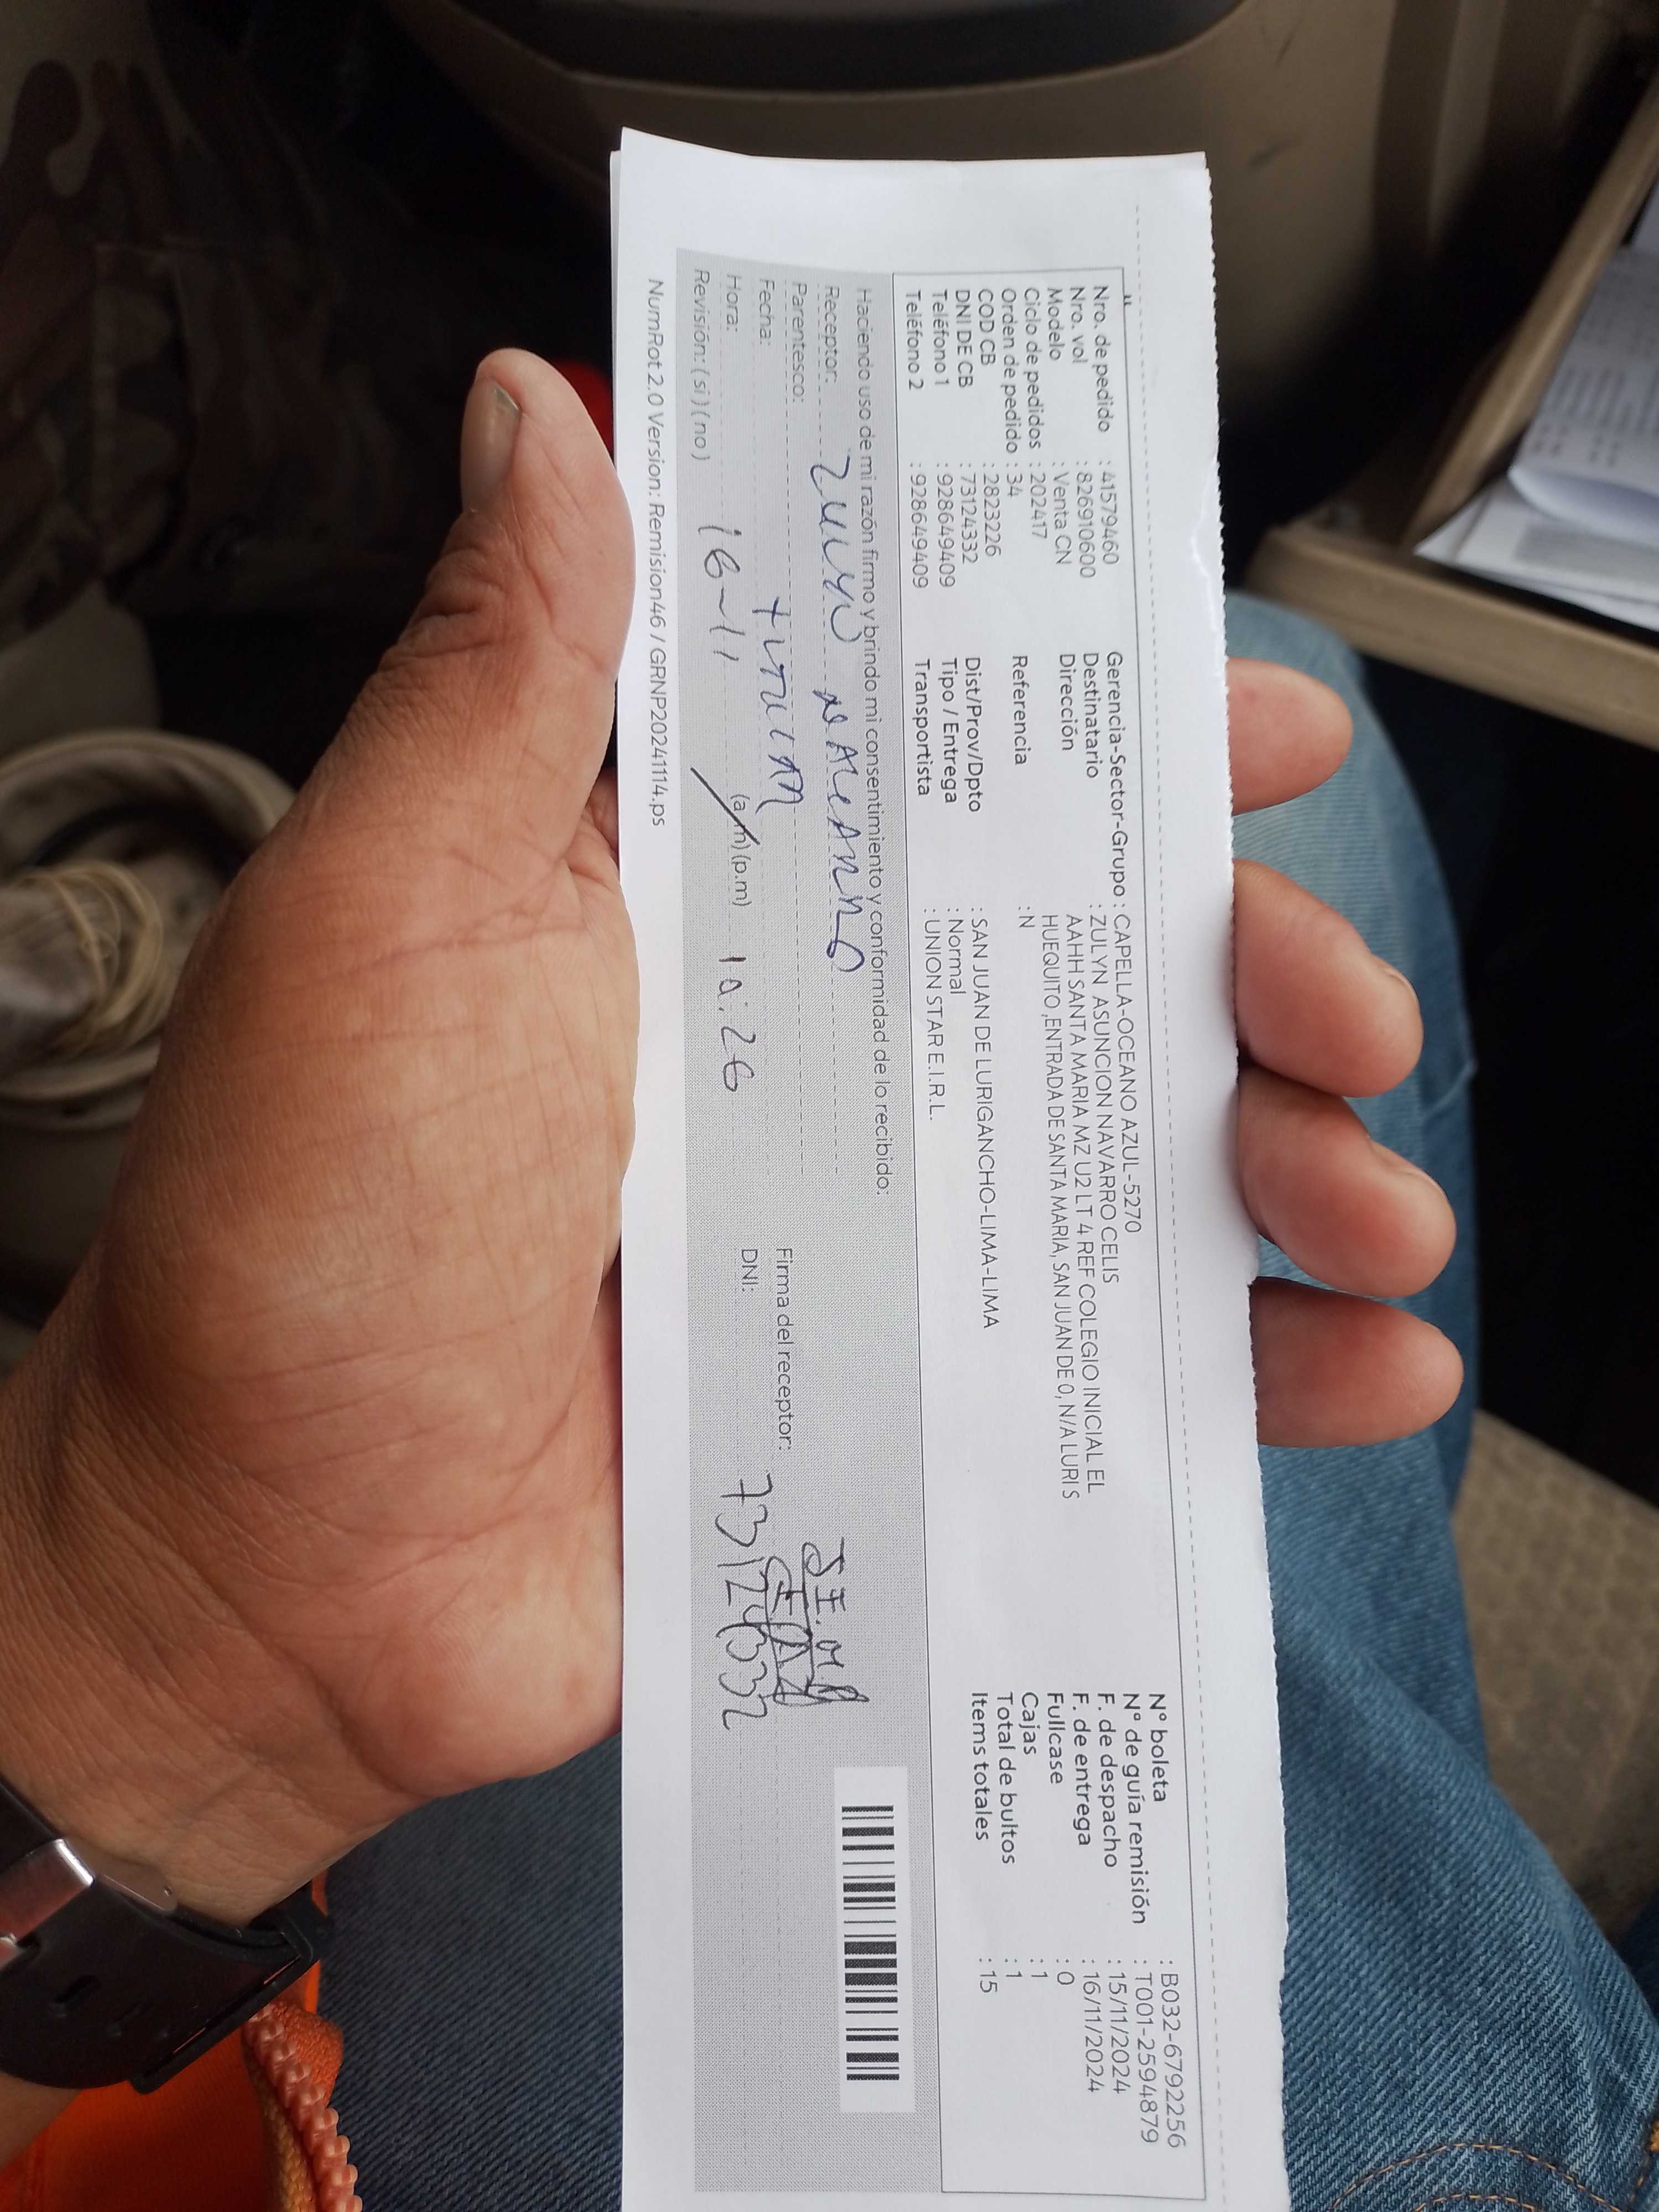 Nro. de pedido : 41579460
Nro. vol : 826910600
Modelo : Venta CN
Ciclo de pedidos : 202417
Orden de pedido : 34
COD CB : 2823226
DNI DE CB : 73124332
Teléfono 1 : 928649409
Teléfono 2 : 928649409
Gerencia-Sector-Grupo : CAPELLA-OCEANO AZUL-5270
Destinatario : ZULYN ASUNCION NAVARRO CELIS
Dirección AAHH SANTA MARIA MZ U2 LT 4 REF COLEGIO INICIAL EL
HUEQUITO ,ENTRADA DE SANTA MARIA, SAN JUAN DE 0, N/A LURI S
Referencia : N
Dist/Prov/Dpto : SAN JUAN DE LURIGANCHO-LIMA-LIMA
Tipo / Entrega : Normal
Transportista : UNION STAR E.I.R.L.
N° boleta : B032-6792256
N° de guía remisión : T001-2594879
F. de despacho : 15/11/2024
F. de entrega : 16/11/2024
Fullcase : 0
Cajas : 1
Total de bultos : 1
Items totales : 15
Haciendo uso de mi razón firmo y brindo mi consentimiento y conformidad de lo recibido:
Receptor:
Parentesco:
Fecha: 16-11
Hora: (a.m) (p.m) 10:26
Revisión: ( si ) ( no )
Firma del receptor:
DNI: 73124332
NumRot 2.0 Version: Remision46 / GRNP20241114.ps